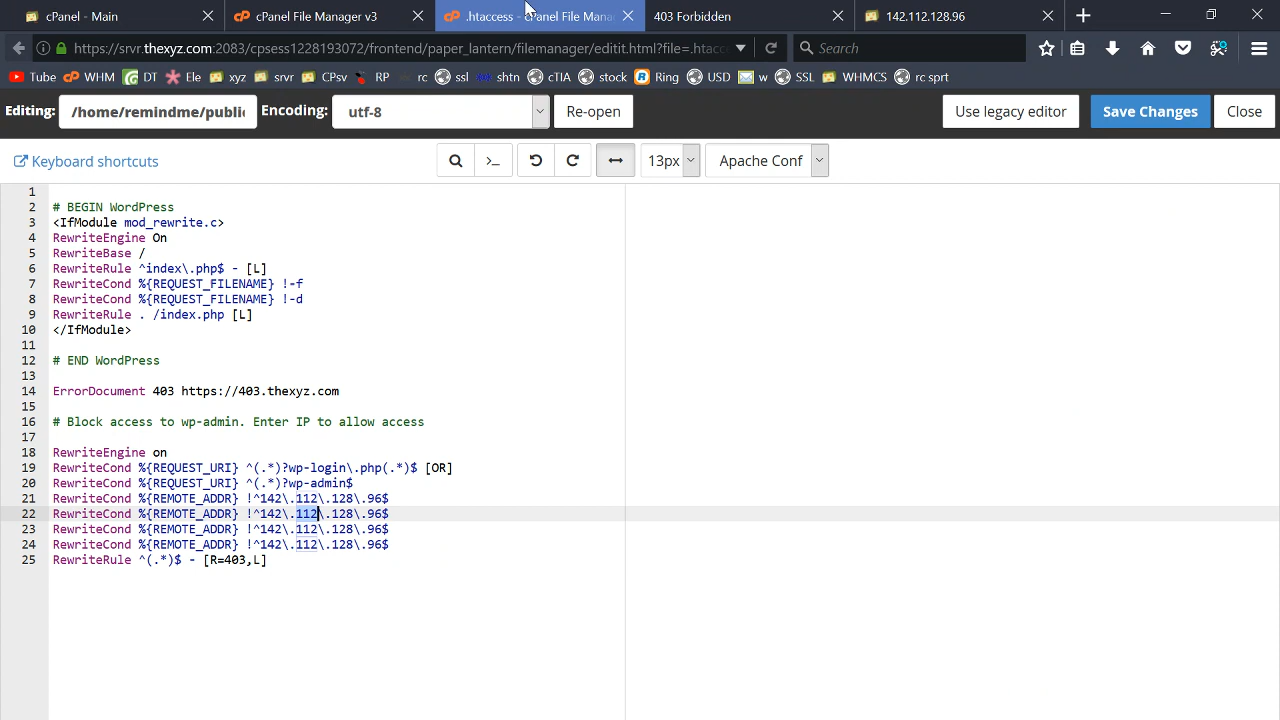 cPanel - Main
cPanel File Manager v3
.htaccess - cPanel File Mana
403 Forbidden
142.112.128.96
https://srvr.thexyz.com:2083/cpsess1228193072/frontend/paper_lantern/filemanager/editit.html?file=.htacc
Search
Tube WHM DT Ele xyz srvr CPsv RP rc ssl shtn cTIA stock Ring USD w SSL WHMCS rc sprt
Editing: /home/remindme/public Encoding: utf-8 Re-open Use legacy editor Save Changes Close
Keyboard shortcuts 13px Apache Conf
1
2 # BEGIN WordPress
3 <IfModule mod_rewrite.c>
4 RewriteEngine On
5 RewriteBase /
6 RewriteRule ^index\.php$ - [L]
7 RewriteCond %{REQUEST_FILENAME} !-f
8 RewriteCond %{REQUEST_FILENAME} !-d
9 RewriteRule . /index.php [L]
10 </IfModule>
11
12 # END WordPress
13
14 ErrorDocument 403 https://403.thexyz.com
15
16 # Block access to wp-admin. Enter IP to allow access
17
18 RewriteEngine on
19 RewriteCond %{REQUEST_URI} ^(.*)?wp-login\.php(.*)$ [OR]
20 RewriteCond %{REQUEST_URI} ^(.*)?wp-admin$
21 RewriteCond %{REMOTE_ADDR} !^142\.112\.128\.96$
22 RewriteCond %{REMOTE_ADDR} !^142\.112\.128\.96$
23 RewriteCond %{REMOTE_ADDR} !^142\.112\.128\.96$
24 RewriteCond %{REMOTE_ADDR} !^142\.112\.128\.96$
25 RewriteRule ^(.*)$ - [R=403,L]